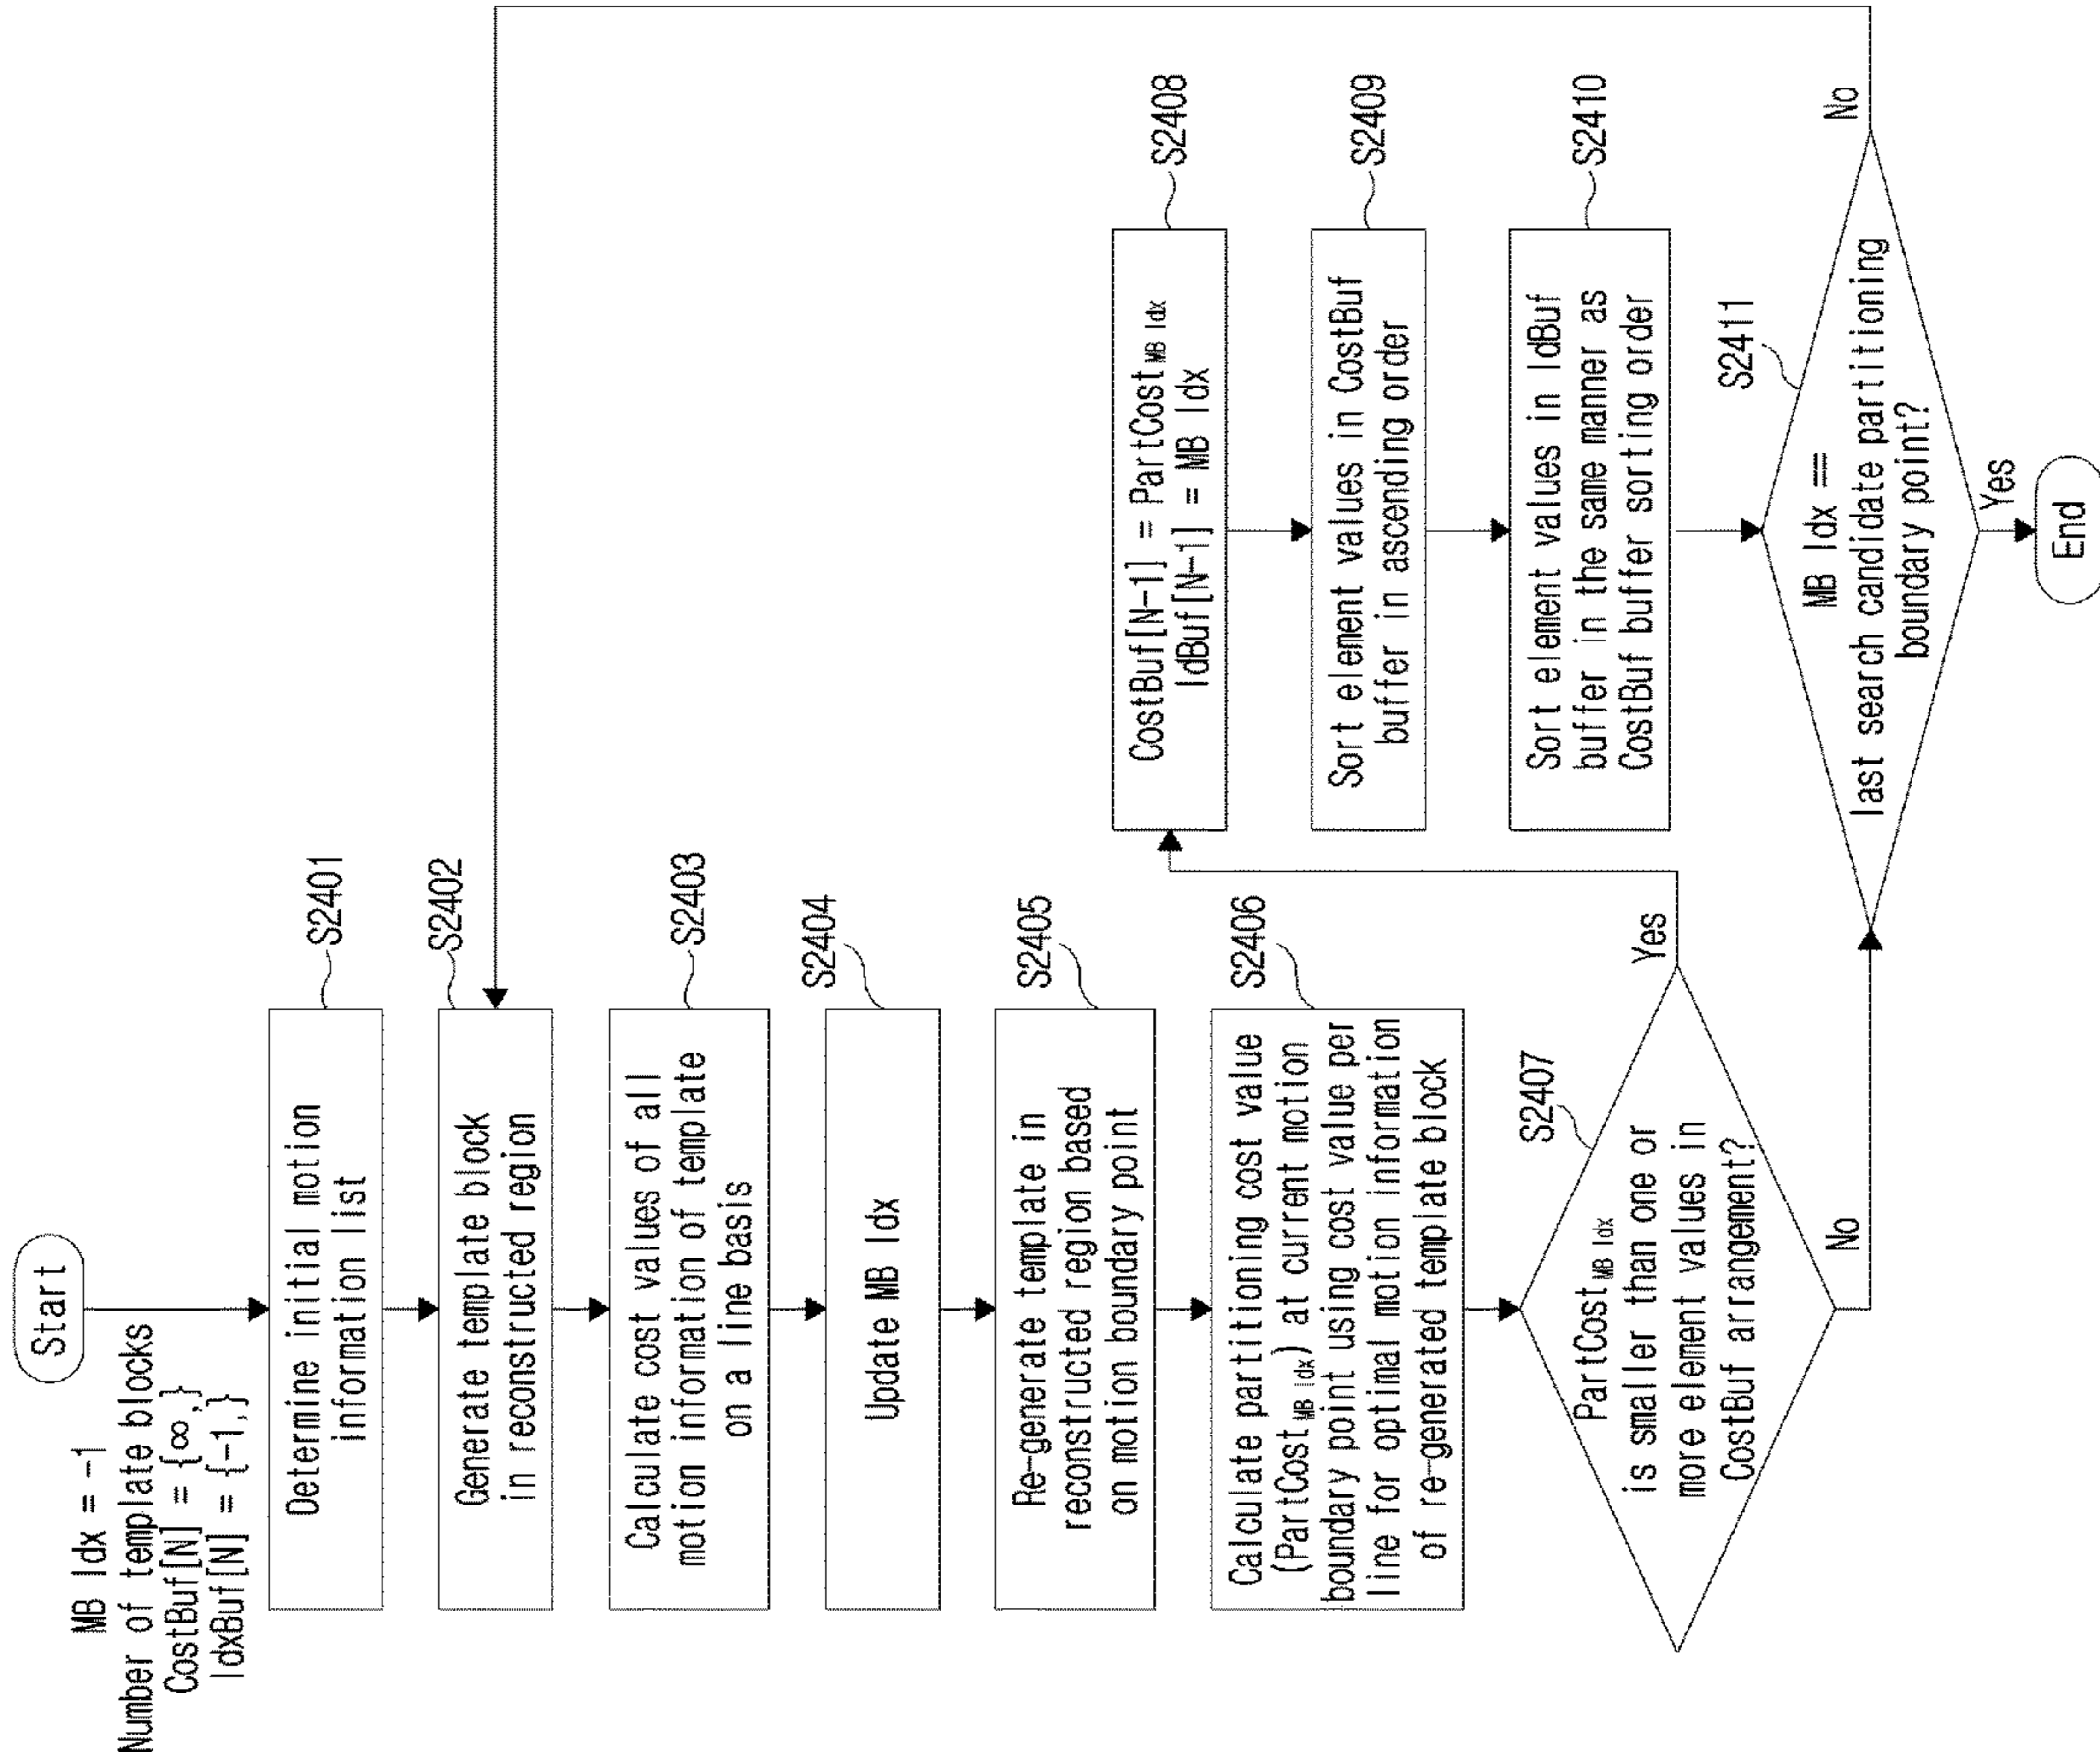 Start
MB Idx = -1
Number of template blocks
CostBuf[N] = {∞,}
IdxBuf[N] = {-1,}
Determine initial motion
information list
S2401
Generate template block
in reconstructed region
S2402
Calculate cost values of all
motion information of template
on a line basis
S2403
Update MB Idx
S2404
Re-generate template in
reconstructed region based
on motion boundary point
S2405
Calculate partitioning cost value
(PartCost MB Idx) at current motion
boundary point using cost value per
line for optimal motion information
of re-generated template block
S2406
S2407
PartCost MB Idx
is smaller than one or
more element values in
CostBuf arrangement?
Yes
No
CostBuf[N-1] = PartCost MB Idx
IdBuf[N-1] = MB Idx
S2408
Sort element values in CostBuf
buffer in ascending order
S2409
Sort element values in IdBuf
buffer in the same manner as
CostBuf buffer sorting order
S2410
S2411
MB Idx ==
last search candidate partitioning
boundary point?
No
Yes
End